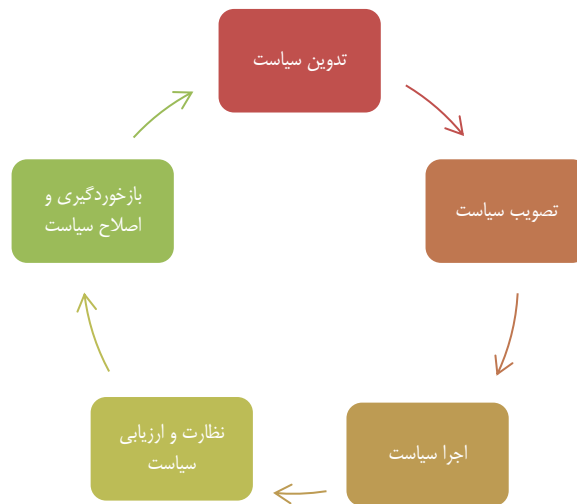 تدوین سیاست
تصویب سیاست
اجرا سیاست
نظارت و ارزیابی
سیاست
بازخوردگیری و
اصلاح سیاست